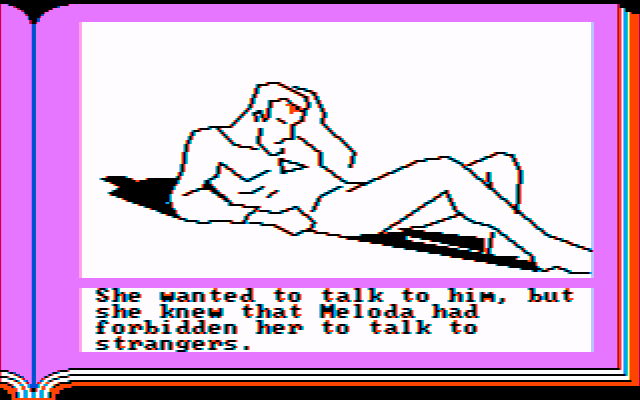 She wanted to talk to him, but
she knew that Meloda had
forbidden her to talk to
strangers.